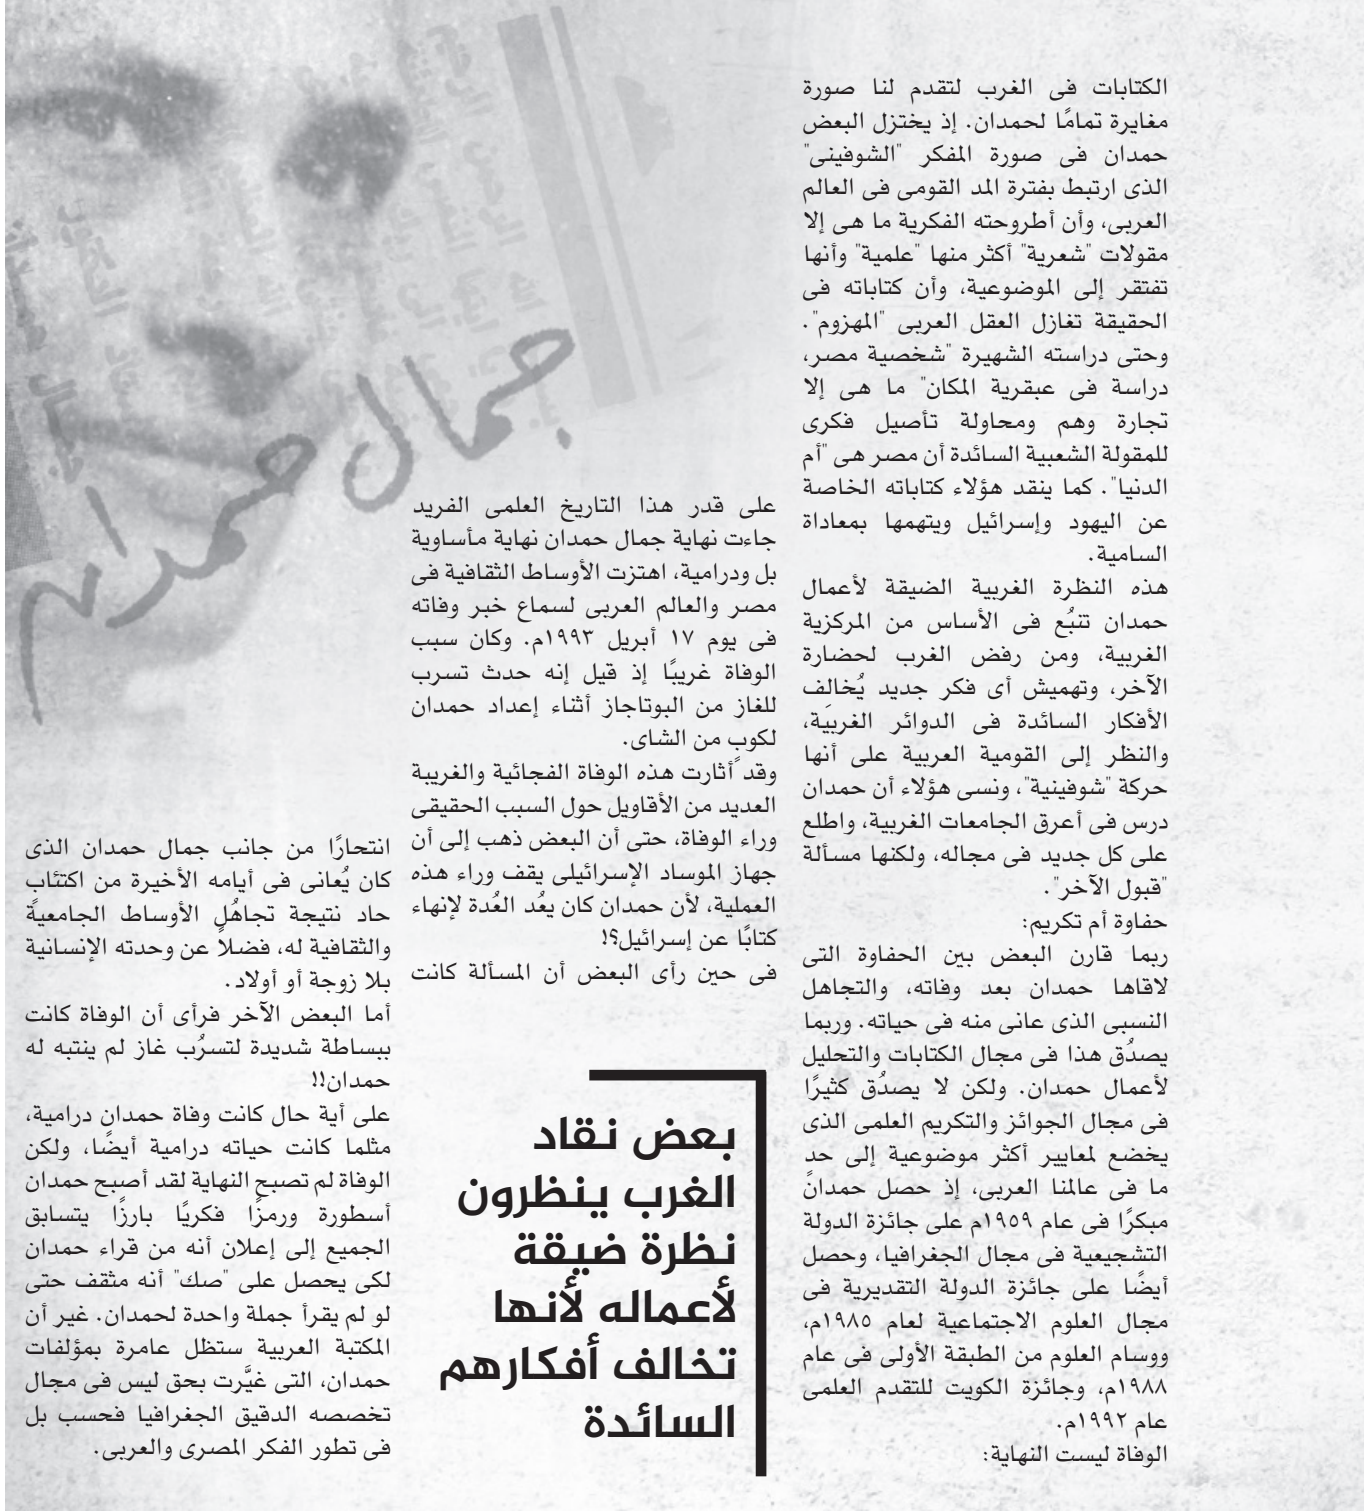 الكتابات فى الغرب لتقدم لنا صورة
مغايرة تمامًا لحمدان. إذ يختزل البعض
حمدان فى صورة المفكر "الشوفينى"
الذى ارتبط بفترة المد القومى فى العالم
العربى، وأن أطروحته الفكرية ما هى إلا
مقولات "شعرية" أكثر منها "علمية" وأنها
تفتقر إلى الموضوعية، وأن كتاباته فى
الحقيقة تغازل العقل العربى "المهزوم".
وحتى دراسته الشهيرة "شخصية مصر،
دراسة فى عبقرية المكان" ما هى إلا
تجارة وهم ومحاولة تأصيل فكرى
للمقولة الشعبية السائدة أن مصر هى "أم
الدنيا". كما ينقد هؤلاء كتاباته الخاصة
عن اليهود وإسرائيل ويتهمها بمعاداة
السامية.
هذه النظرة الغربية الضيقة لأعمال
حمدان تنبُع فى الأساس من المركزية
الغربية، ومن رفض الغرب لحضارة
الآخر، وتهميش أى فكر جديد يُخالِف
الأفكار السائدة فى الدوائر الغربية،
والنظر إلى القومية العربية على أنها
حركة "شوفينية"، ونسى هؤلاء أن حمدان
درس فى أعرق الجامعات الغربية، واطلع
على كل جديد فى مجاله، ولكنها مسألة
"قبول الآخر".
حفاوة أم تكريم:
ربما قارن البعض بين الحفاوة التى
لاقاها حمدان بعد وفاته، والتجاهل
النسبى الذى عانى منه فى حياته. وربما
يصدُق هذا فى مجال الكتابات والتحليل
لأعمال حمدان. ولكن لا يصدُق كثيرًا
فى مجال الجوائز والتكريم العلمى الذى
يخضع لمعايير أكثر موضوعية إلى حدٍ
ما فى عالمنا العربى، إذ حصل حمدان
مبكرًا فى عام ١٩٥٩م على جائزة الدولة
التشجيعية فى مجال الجغرافيا، وحصل
أيضًا على جائزة الدولة التقديرية فى
مجال العلوم الاجتماعية لعام ١٩٨٥م،
ووسام العلوم من الطبقة الأولى فى عام
١٩٨٨م، وجائزة الكويت للتقدم العلمى
عام ١٩٩٢م.
الوفاة ليست النهاية:
جمال حمدان
على قدر هذا التاريخ العلمى الفريد
جاءت نهاية جمال حمدان نهاية مأساوية
بل ودرامية، اهتزت الأوساط الثقافية فى
مصر والعالم العربى لسماع خبر وفاته
فى يوم ١٧ أبريل ١٩٩٣م. وكان سبب
الوفاة غريبًا إذ قيل إنه حدث تسرب
للغاز من البوتاجاز أثناء إعداد حمدان
لكوبٍ من الشاى.
وقد أثارت هذه الوفاة الفجائية والغريبة
العديد من الأقاويل حول السبب الحقيقى
وراء الوفاة، حتى أن البعض ذهب إلى أن
جهاز الموساد الإسرائيلى يقف وراء هذه
العملية، لأن حمدان كان يعُد العُدة لإنهاء
كتابًا عن إسرائيل؟!
فى حين رأى البعض أن المسألة كانت
بعض نقاد
الغرب ينظرون
نظرة ضيقة
لأعماله لأنها
تخالف أفكارهم
السائدة
انتحارًا من جانب جمال حمدان الذى
كان يُعانى فى أيامه الأخيرة من اكتئابٍ
حاد نتيجة تجاهُل الأوساط الجامعية
والثقافية له، فضلاً عن وحدته الإنسانية
بلا زوجة أو أولاد.
أما البعض الآخر فرأى أن الوفاة كانت
ببساطة شديدة لتسرُب غاز لم ينتبه له
حمدان!!
على أية حال كانت وفاة حمدان درامية،
مثلما كانت حياته درامية أيضًا، ولكن
الوفاة لم تصبح النهاية لقد أصبح حمدان
أسطورة ورمزًا فكريًا بارزًا يتسابق
الجميع إلى إعلان أنه من قراء حمدان
لكى يحصل على "صك" أنه مثقف حتى
لو لم يقرأ جملة واحدة لحمدان. غير أن
المكتبة العربية ستظل عامرة بمؤلفات
حمدان، التى غيَّرت بحق ليس فى مجال
تخصصه الدقيق الجغرافيا فحسب بل
فى تطور الفكر المصرى والعربى.